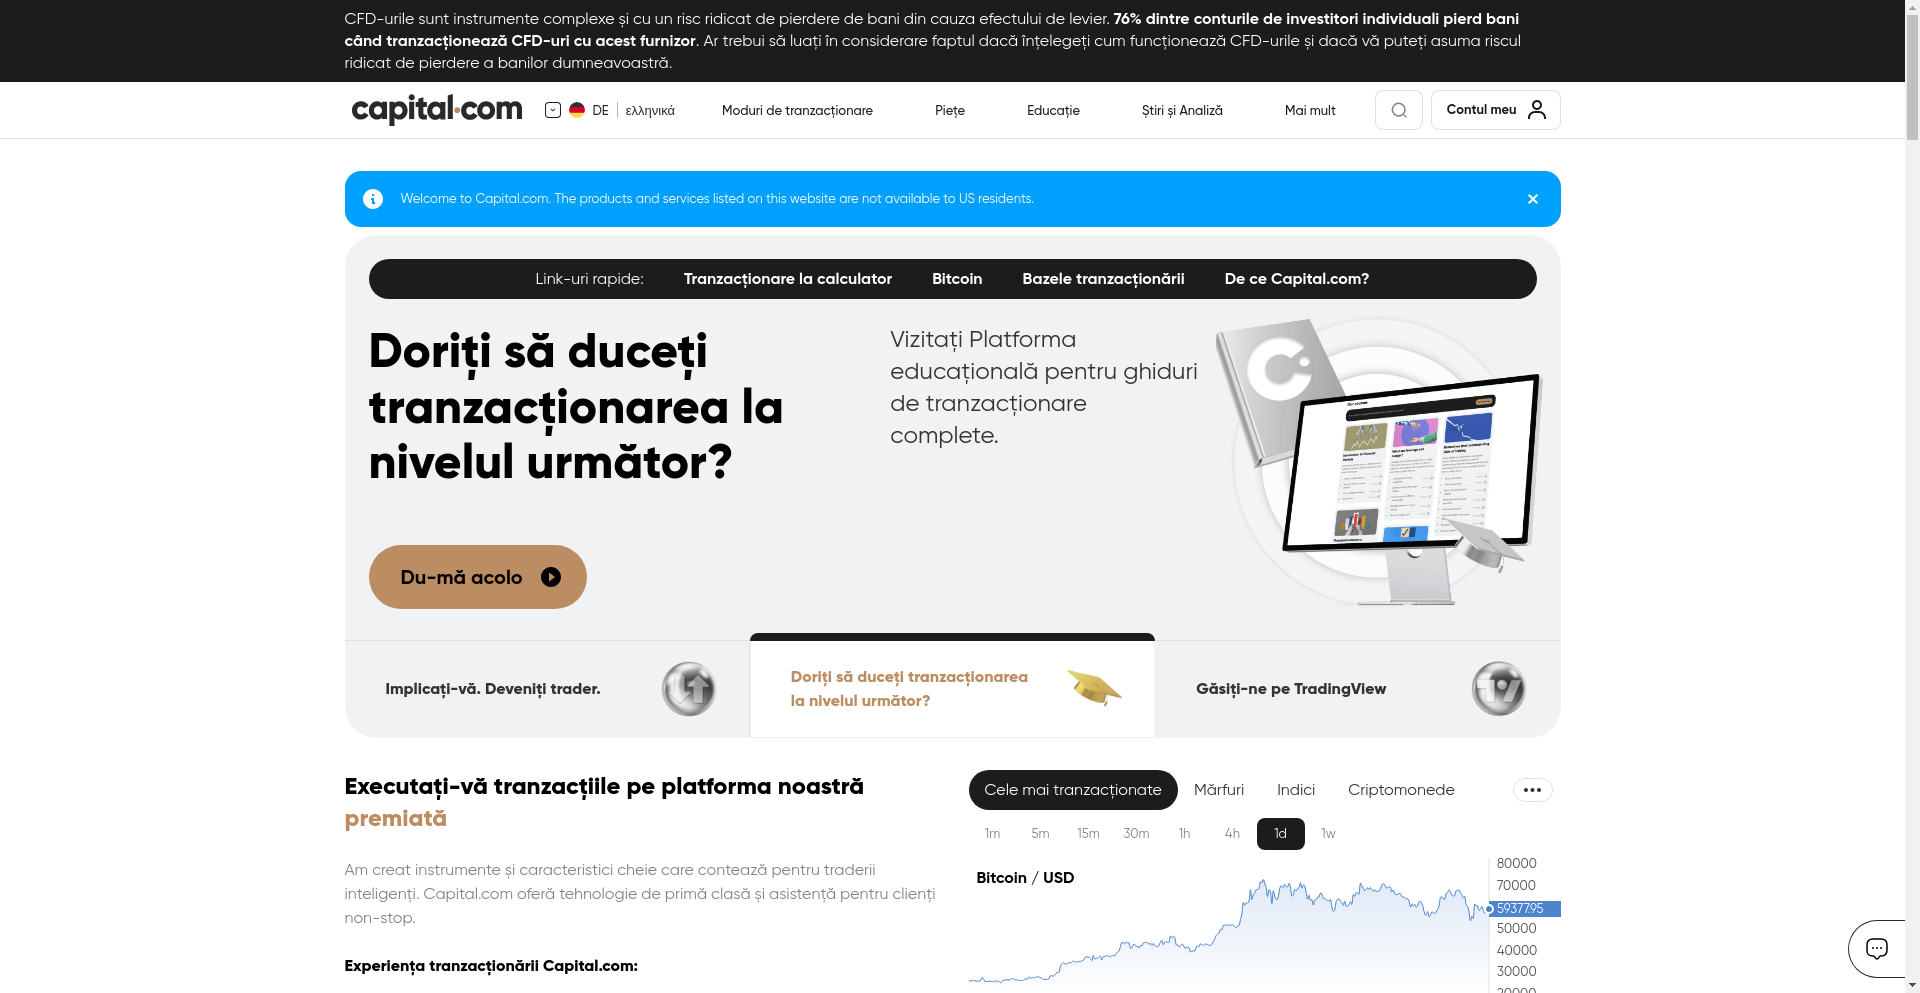 CFD-urile sunt instrumente complexe și cu un risc ridicat de pierdere de bani din cauza efectului de levier. 76% dintre conturile de investitori individuali pierd bani
când tranzacționează CFD-uri cu acest furnizor. Ar trebui să luați în considerare faptul dacă înțelegeți cum funcționează CFD-urile și dacă vă puteți asuma riscul
ridicat de pierdere a banilor dumneavoastră.
capital.com
DE ελληνικά
Moduri de tranzacționare
Piețe
Educație
Știri și Analiză
Mai mult
Contul meu
Welcome to Capital.com. The products and services listed on this website are not available to US residents.
Link-uri rapide: Tranzacționare la calculator Bitcoin Bazele tranzacționării De ce Capital.com?
Doriți să duceți
tranzacționarea la
nivelul următor?
Vizitați Platforma
educațională pentru ghiduri
de tranzacționare
complete.
Du-mă acolo
Implicați-vă. Deveniți trader.
Doriți să duceți tranzacționarea
la nivelul următor?
Găsiți-ne pe TradingView
Executați-vă tranzacțiile pe platforma noastră
premiată
Am creat instrumente și caracteristici cheie care contează pentru traderii
inteligenți. Capital.com oferă tehnologie de primă clasă și asistență pentru clienți
non-stop.
Experiența tranzacționării Capital.com:
Cele mai tranzacționate Mărfuri Indici Criptomonede
1m 5m 15m 30m 1h 4h 1d 1w
Bitcoin / USD
80000
70000
59377.95
50000
40000
30000